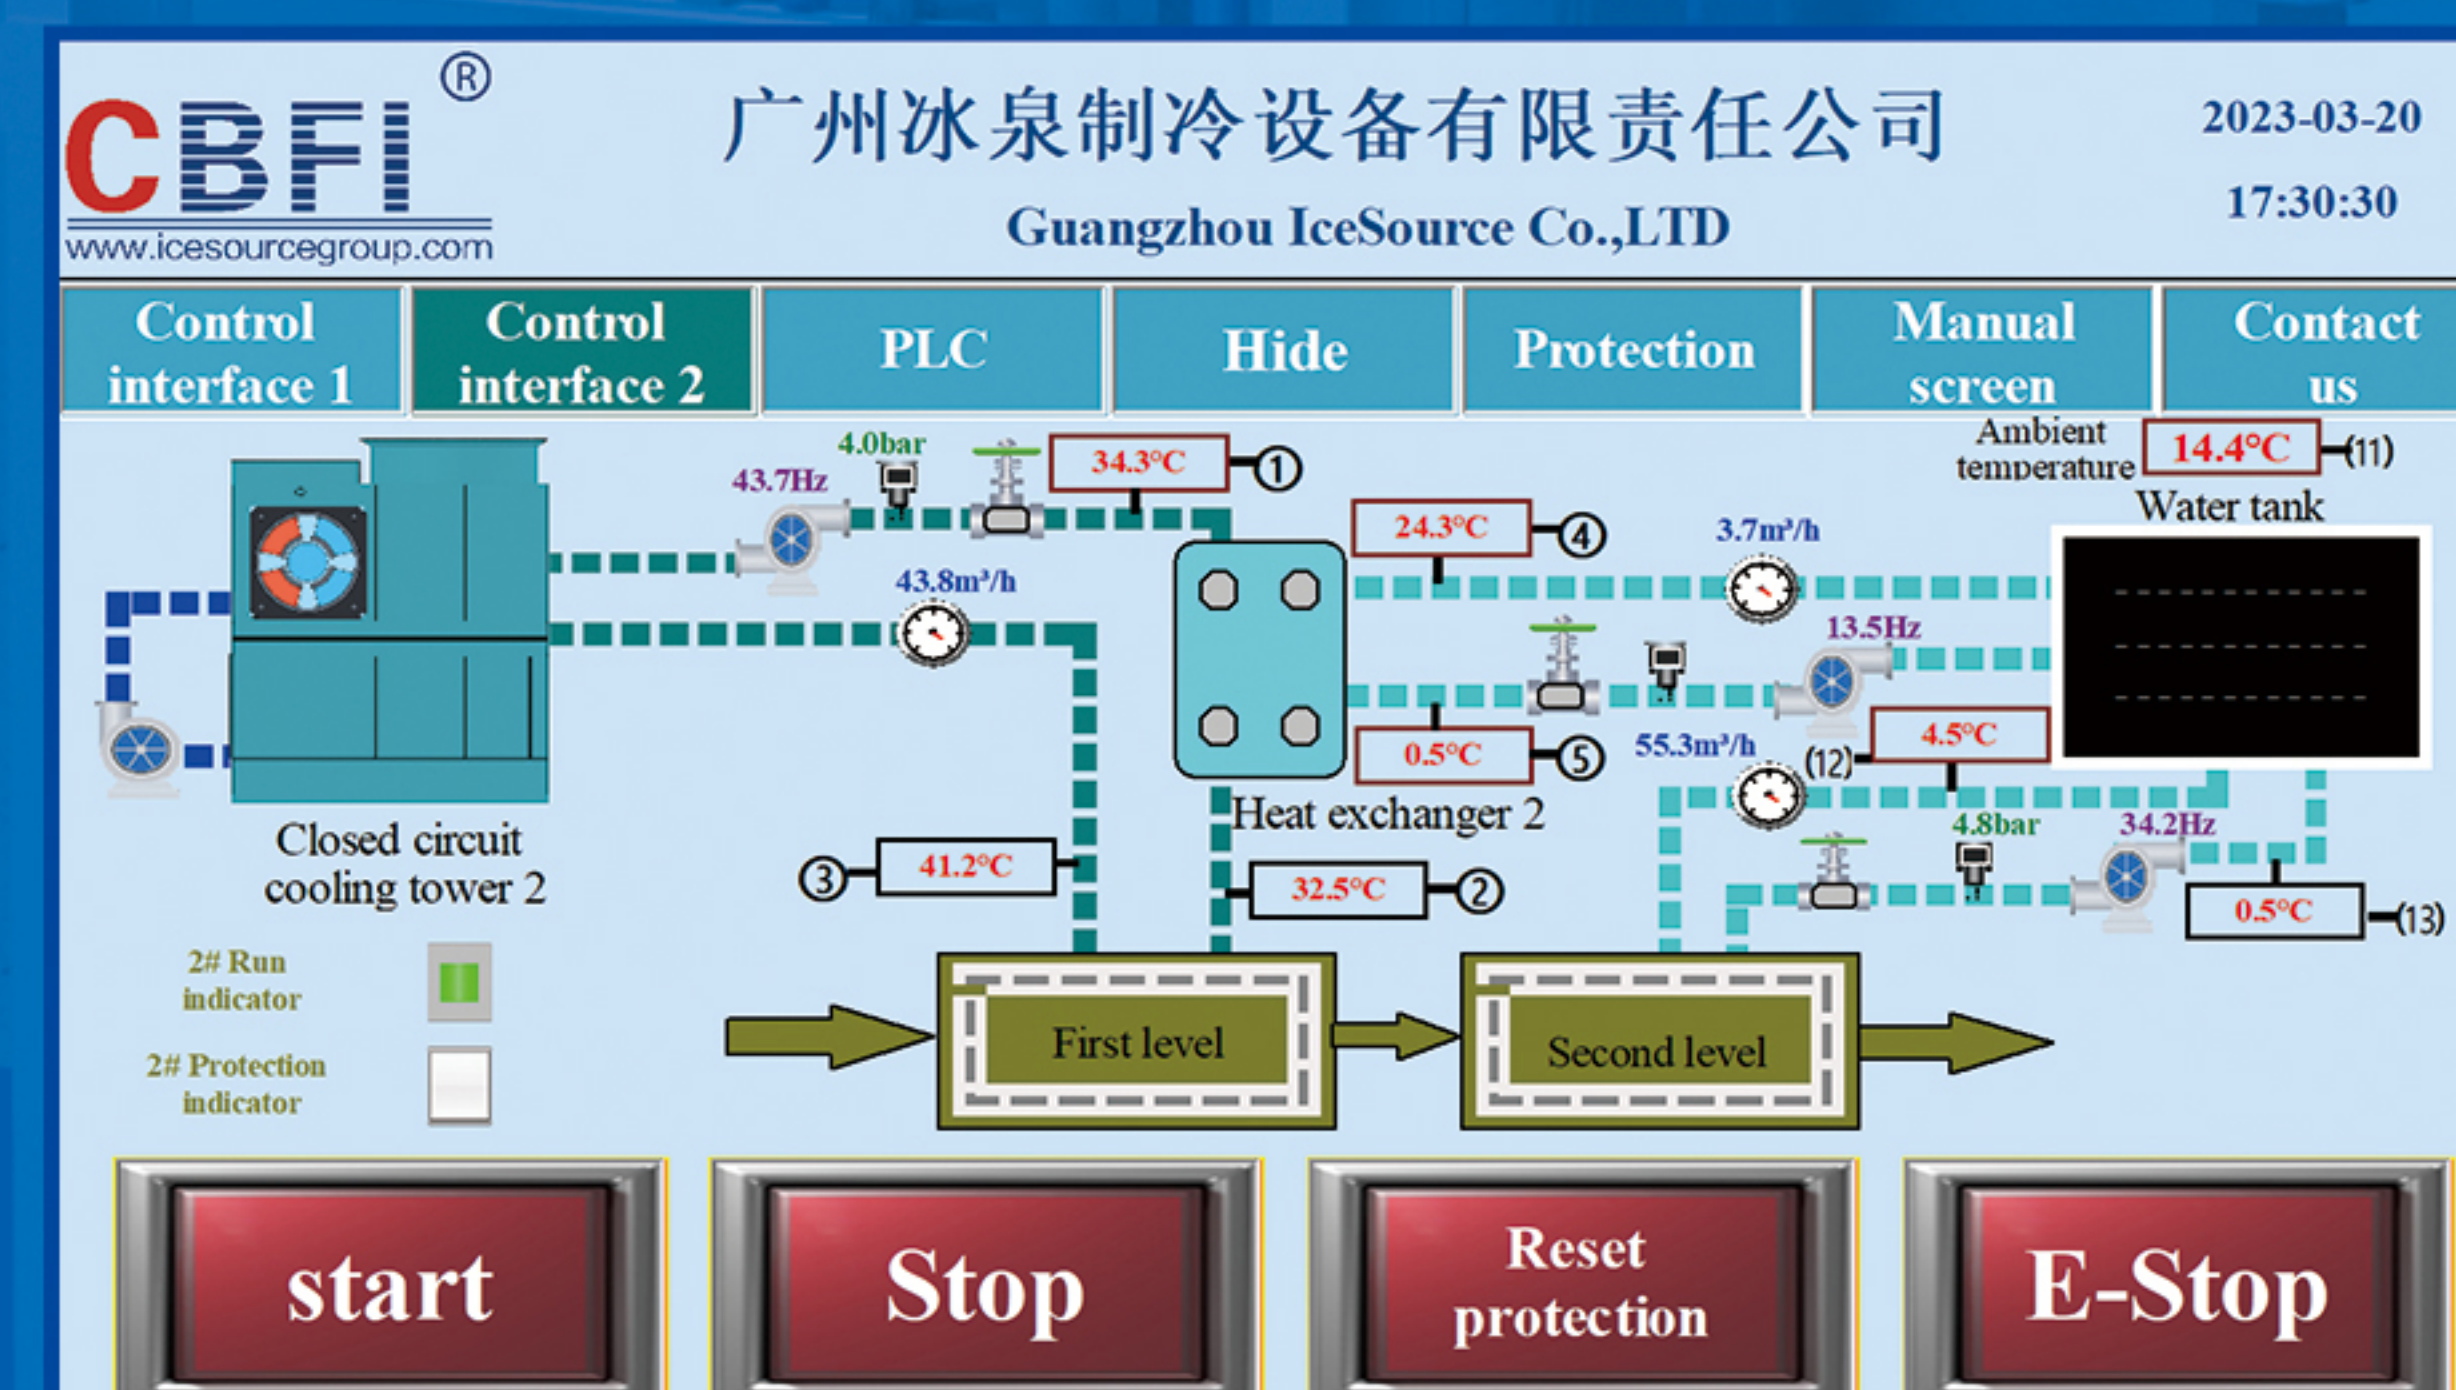 CBFI ®
www.icesourcegroup.com
广州冰泉制冷设备有限责任公司
Guangzhou IceSource Co.,LTD
2023-03-20
17:30:30
Control
interface 1
Control
interface 2
PLC
Hide
Protection
Manual
screen
Contact
us
4.0bar
43.7Hz
34.3°C
①
Ambient
temperature
14.4°C
(11)
Water tank
24.3°C
④
3.7m³/h
43.8m³/h
13.5Hz
0.5°C
⑤
55.3m³/h
(12)
4.5°C
Heat exchanger 2
4.8bar
34.2Hz
Closed circuit
cooling tower 2
③
41.2°C
32.5°C
②
0.5°C
(13)
2# Run
indicator
2# Protection
indicator
First level
Second level
start
Stop
Reset
protection
E-Stop